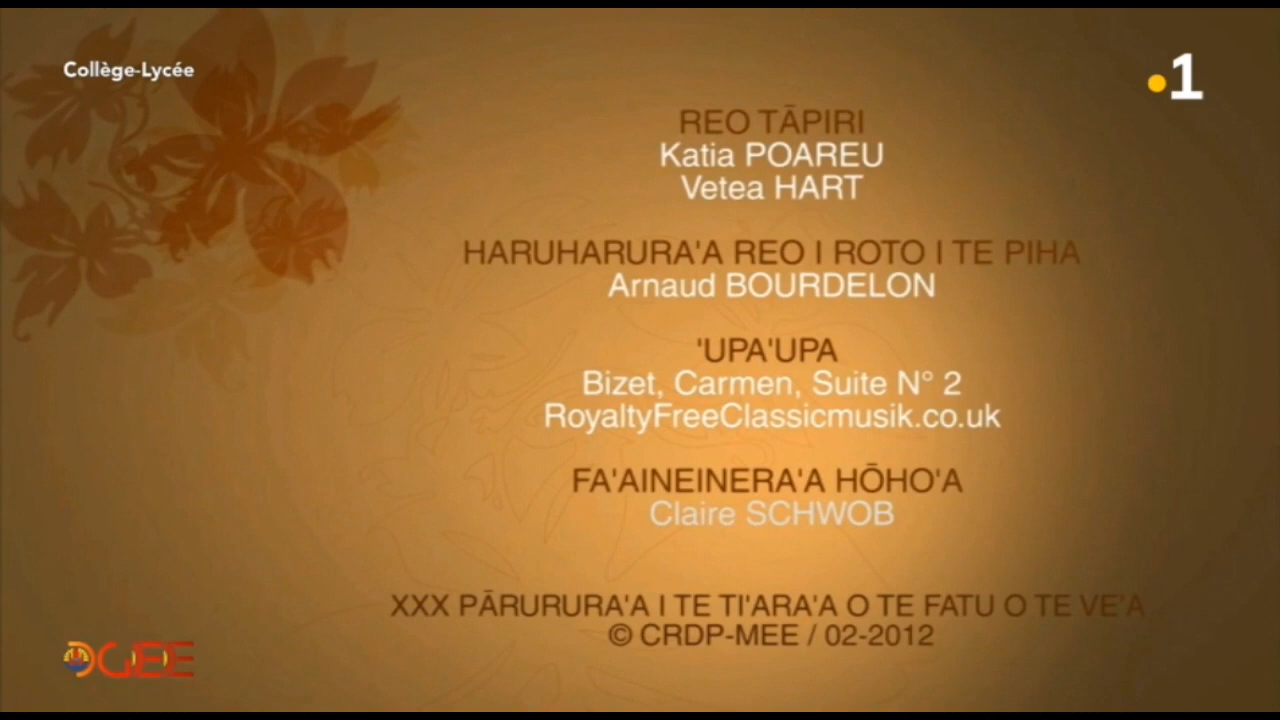 Collège-Lycée
1
REO TĀPIRI
Katia POAREU
Vetea HART
HARUHARURA'A REO I ROTO I TE PIHA
Arnaud BOURDELON
'UPA'UPA
Bizet, Carmen, Suite N° 2
RoyaltyFreeClassicmusik.co.uk
FA'AINEINERA'A HŌHO'A
Claire SCHWOB
XXX PĀRURURA'A I TE TI'ARA'A O TE FATU O TE VE'A
© CRDP-MEE / 02-2012
DGEE